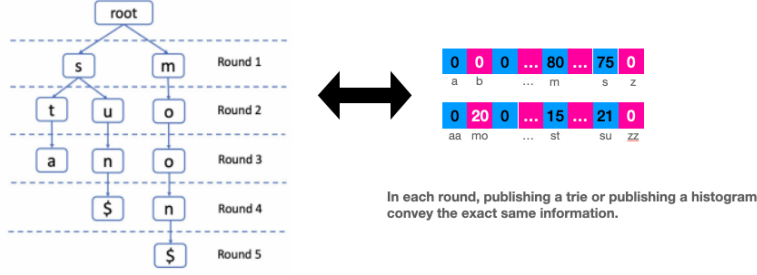 root
Round 1
s m
Round 2
t u o
Round 3
a n o
Round 4
$ n
Round 5
$
0 0 0 ... 80 ... 75 0
a b ... m s z
0 20 0 ... 15 ... 21 0
aa mo ... st su zz
In each round, publishing a trie or publishing a histogram
convey the exact same information.